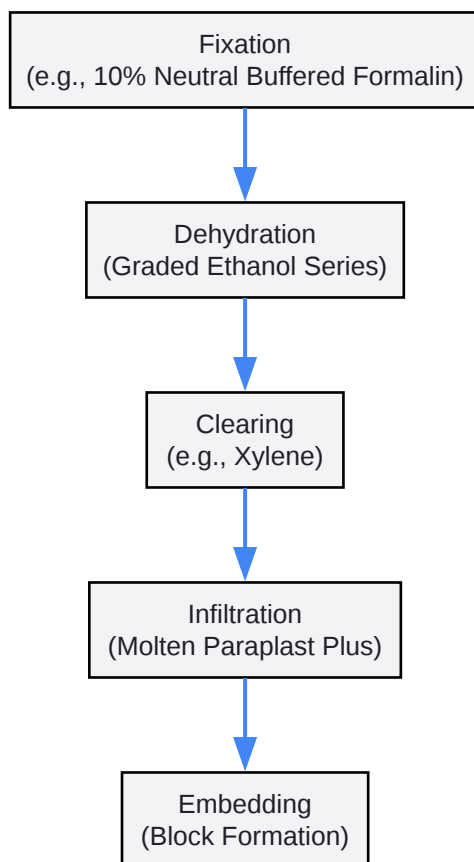 Fixation
(e.g., 10% Neutral Buffered Formalin)
Dehydration
(Graded Ethanol Series)
Clearing
(e.g., Xylene)
Infiltration
(Molten Paraplast Plus)
Embedding
(Block Formation)